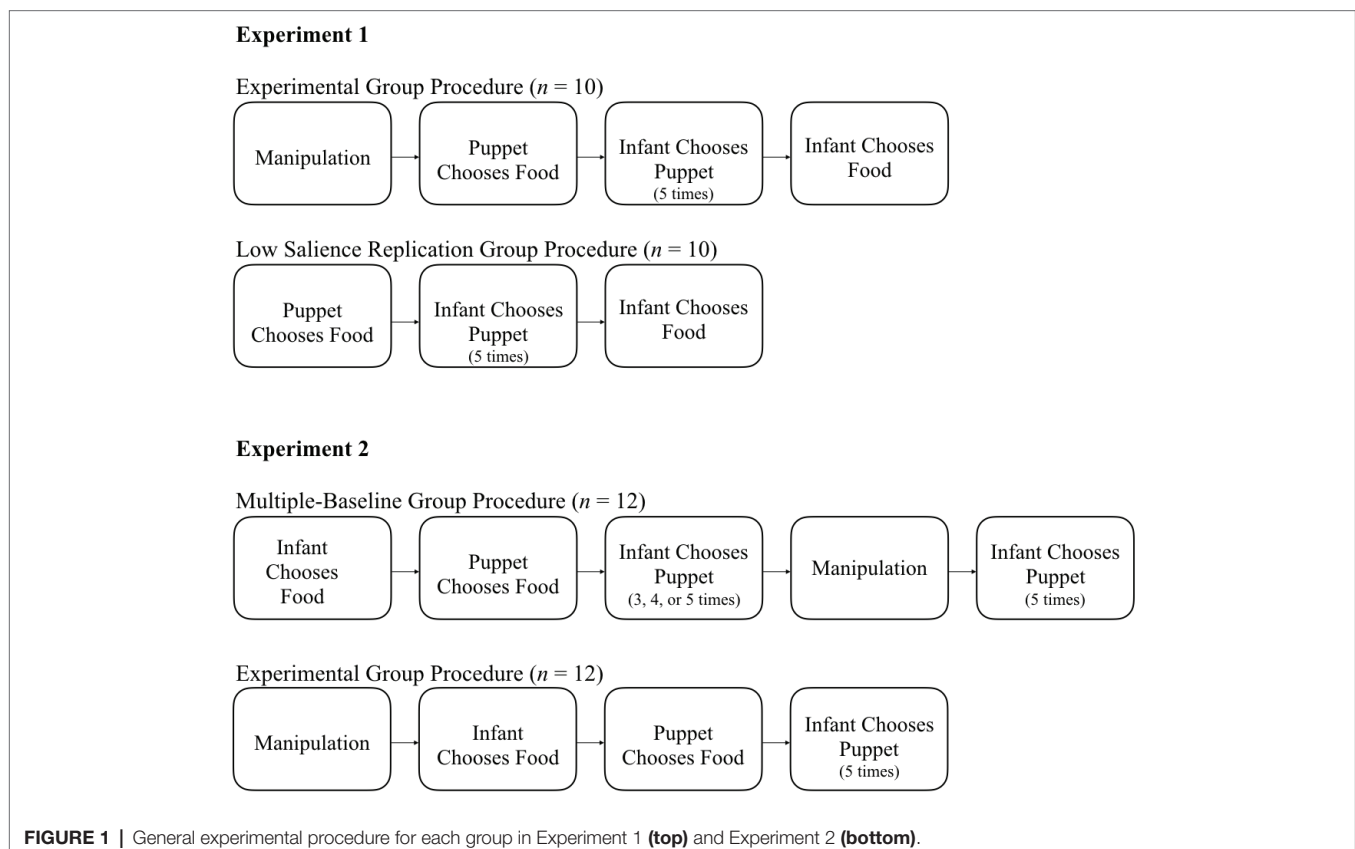 Experiment 1
Experimental Group Procedure (n = 10)
Manipulation
Puppet
Chooses Food
Infant Chooses
Puppet
(5 times)
Infant Chooses
Food
Low Salience Replication Group Procedure (n = 10)
Puppet
Chooses Food
Infant Chooses
Puppet
(5 times)
Infant Chooses
Food
Experiment 2
Multiple-Baseline Group Procedure (n = 12)
Infant
Chooses
Food
Puppet
Chooses Food
Infant Chooses
Puppet
(3, 4, or 5 times)
Manipulation
Infant Chooses
Puppet
(5 times)
Experimental Group Procedure (n = 12)
Manipulation
Infant
Chooses Food
Puppet
Chooses Food
Infant Chooses
Puppet
(5 times)
FIGURE 1 | General experimental procedure for each group in Experiment 1 (top) and Experiment 2 (bottom).